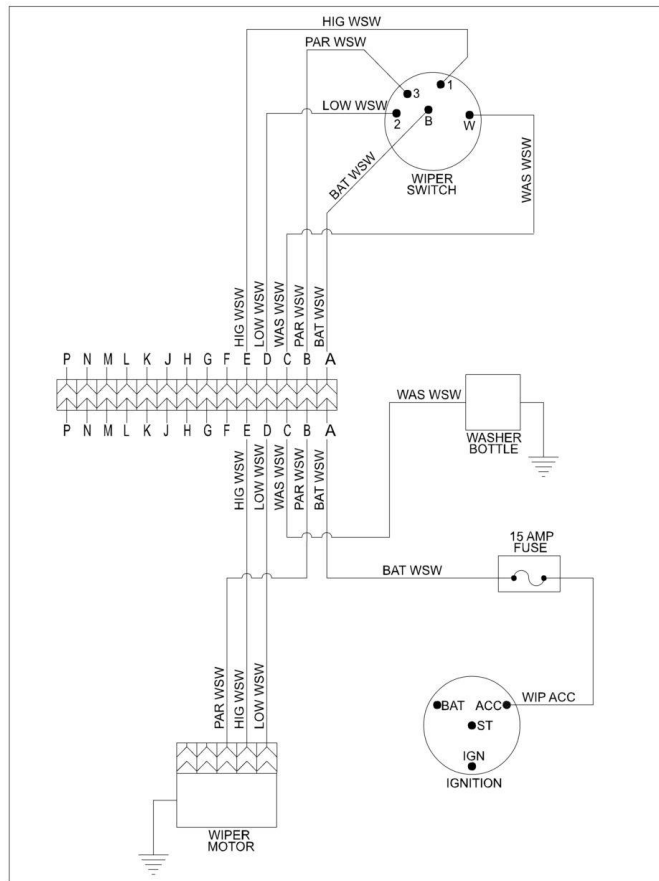 HIG WSW
PAR WSW
3
1
LOW WSW
2
B
W
WIPER
SWITCH
BAT WSW
WAS WSW
HIG WSW
LOW WSW
WAS WSW
PAR WSW
BAT WSW
P N M L K J H G F E D C B A
P N M L K J H G F E D C B A
WAS WSW
WASHER
BOTTLE
HIG WSW
LOW WSW
WAS WSW
PAR WSW
BAT WSW
15 AMP
FUSE
BAT WSW
WIP ACC
BAT ACC
ST
IGN
IGNITION
PAR WSW
HIG WSW
LOW WSW
WIPER
MOTOR